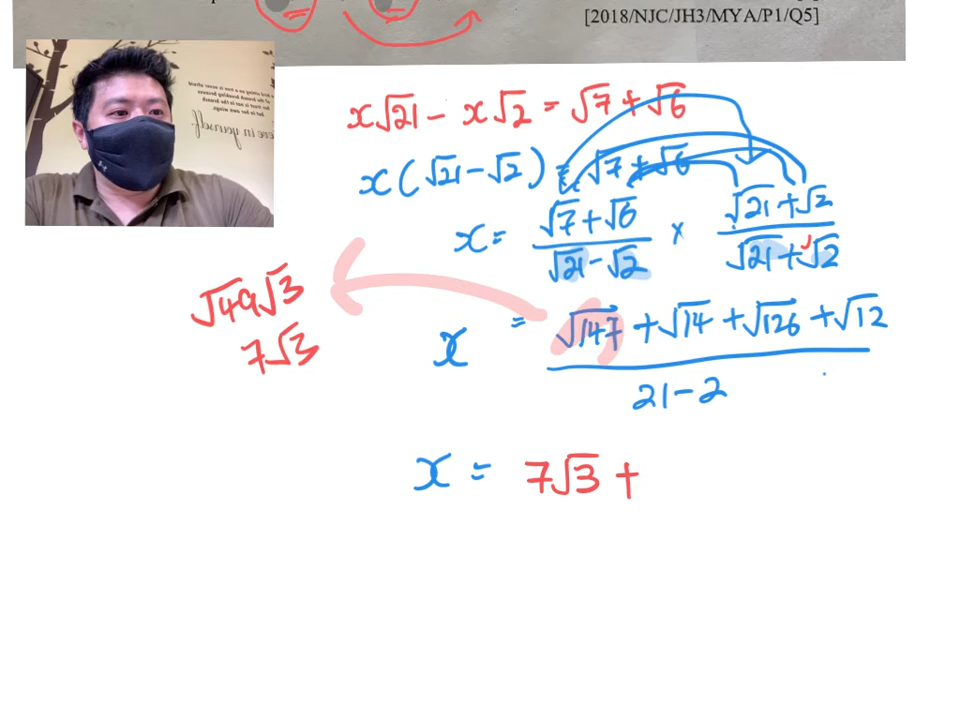 [2018/NJC/JH3/MYA/P1/Q5]
x√21 - x√2 = √7 + √6
x(√21 - √2) = √7 + √6
x = (√7 + √6)/(√21 - √2) × (√21 + √2)/(√21 + √2)
x = (√147 + √14 + √126 + √12)/(21 - 2)
√49√3
7√3
x = 7√3 +